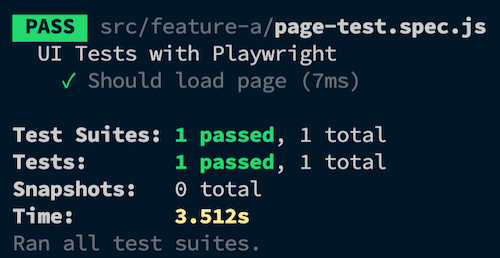 PASS src/feature-a/page-test.spec.js
UI Tests with Playwright
✓ Should load page (7ms)
Test Suites: 1 passed, 1 total
Tests: 1 passed, 1 total
Snapshots: 0 total
Time: 3.512s
Ran all test suites.